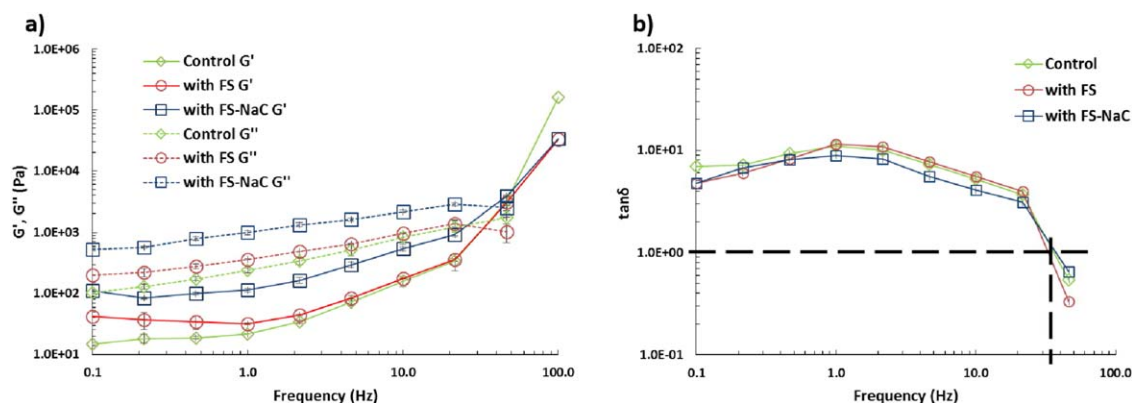 a)
1.0E+06
1.0E+05
1.0E+04
1.0E+03
1.0E+02
1.0E+01
G', G'' (Pa)
Control G'
with FS G'
with FS-NaC G'
Control G''
with FS G''
with FS-NaC G''
0.1 1.0 10.0 100.0
Frequency (Hz)
b)
1.0E+02
1.0E+01
1.0E+00
1.0E-01
tanδ
Control
with FS
with FS-NaC
0.1 1.0 10.0 100.0
Frequency (Hz)